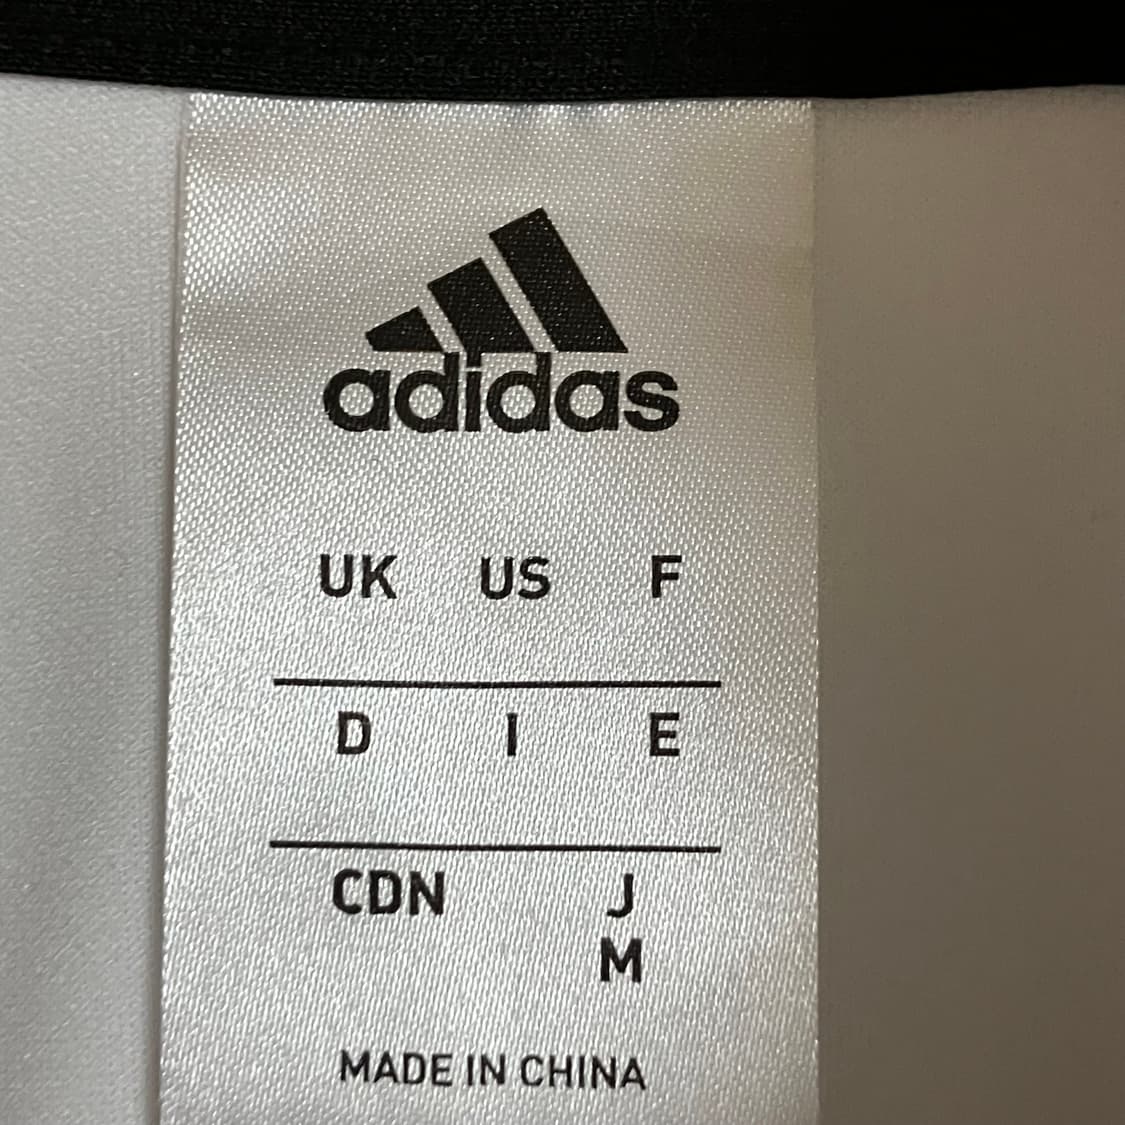 adidas
UK US F
D I E
CDN J
M
MADE IN CHINA